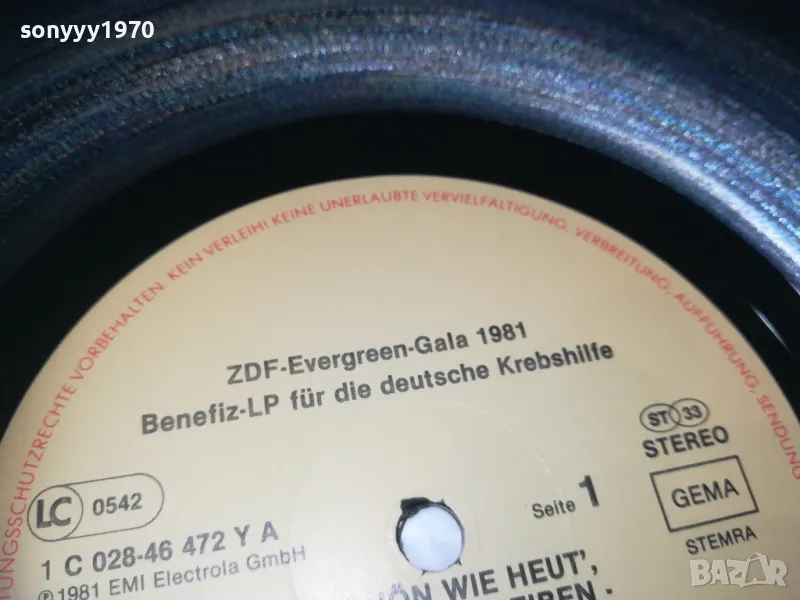 sonyyy1970
TUNGSSCHUTZRECHTE VORBEHALTEN KEIN VERLEIH! KEINE UNERLAUBTE VERVIELFÄLTIGUNG, VERBREITUNG, AUFFÜHRUNG, SENDUNG
ZDF-Evergreen-Gala 1981
Benefiz-LP für die deutsche Krebshilfe
ST 33
STEREO
LC 0542
GEMA
Seite 1
STEMRA
1 C 028-46 472 Y A
℗1981 EMI Electrola GmbH
WIE HEUT',
BAZAR